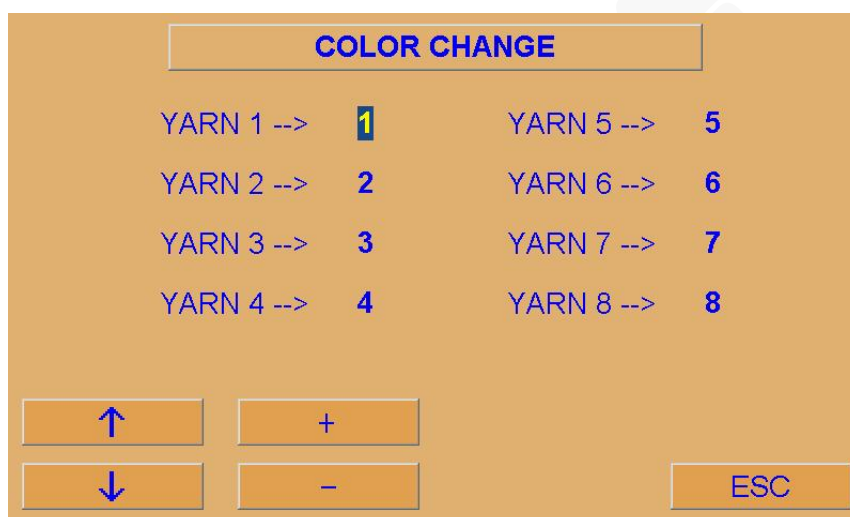 COLOR CHANGE
YARN 1 --> 1 YARN 5 --> 5
YARN 2 --> 2 YARN 6 --> 6
YARN 3 --> 3 YARN 7 --> 7
YARN 4 --> 4 YARN 8 --> 8
↑ +
↓ – ESC